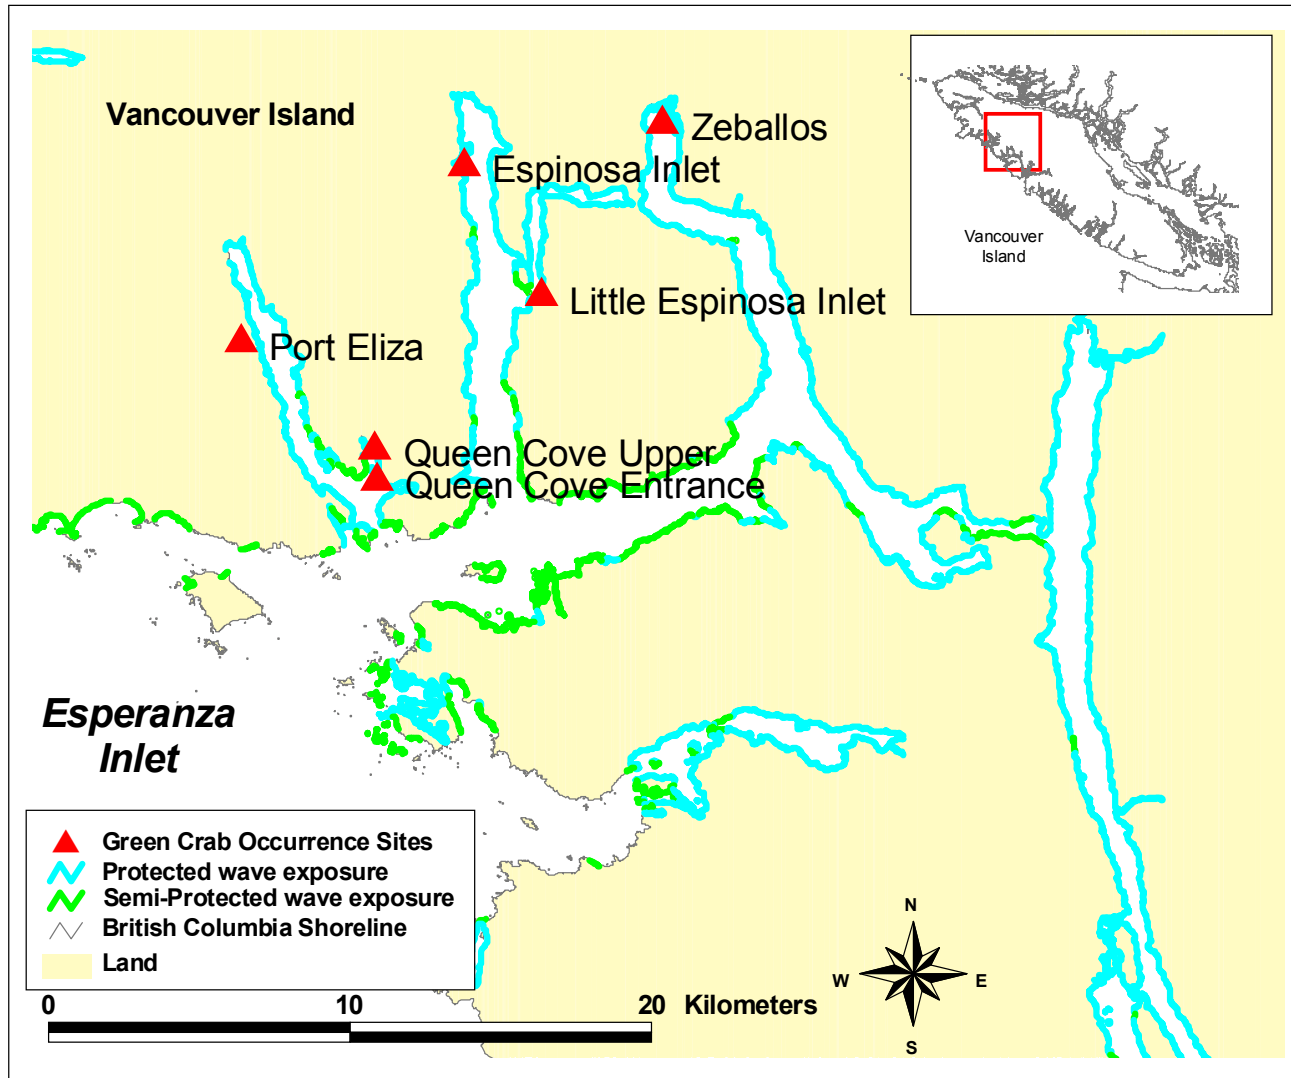 Vancouver Island
Zeballos
Espinosa Inlet
Little Espinosa Inlet
Port Eliza
Queen Cove Upper
Queen Cove Entrance
Vancouver
Island
Esperanza
Inlet
Green Crab Occurrence Sites
Protected wave exposure
Semi-Protected wave exposure
British Columbia Shoreline
Land
0 10 20 Kilometers
N
W E
S